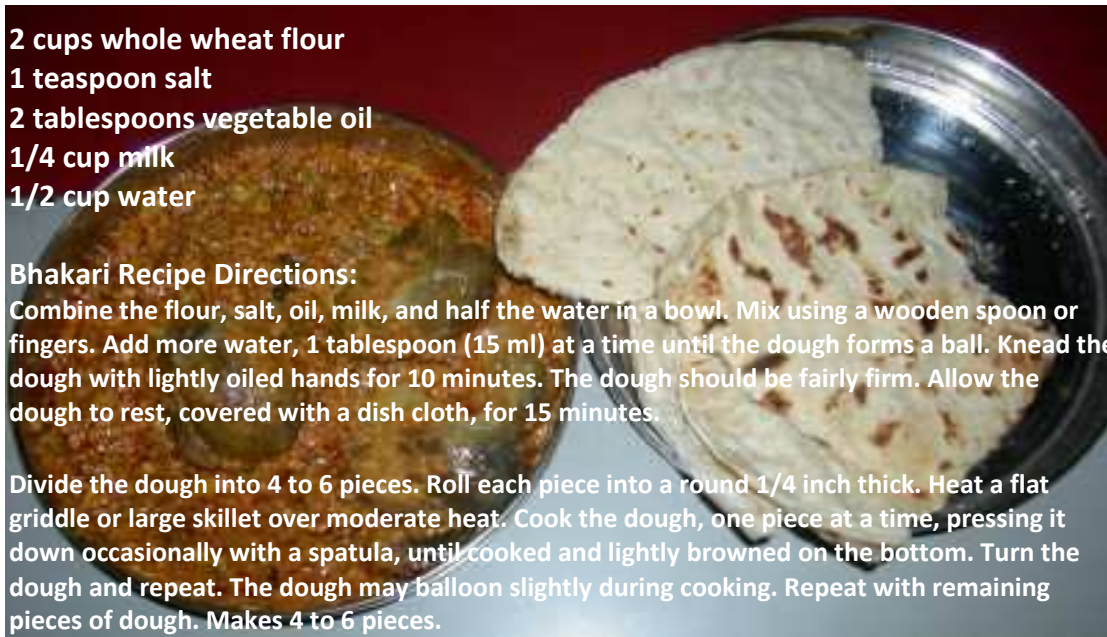 2 cups whole wheat flour
1 teaspoon salt
2 tablespoons vegetable oil
1/4 cup milk
1/2 cup water
Bhakari Recipe Directions:
Combine the flour, salt, oil, milk, and half the water in a bowl. Mix using a wooden spoon or
fingers. Add more water, 1 tablespoon (15 ml) at a time until the dough forms a ball. Knead the
dough with lightly oiled hands for 10 minutes. The dough should be fairly firm. Allow the
dough to rest, covered with a dish cloth, for 15 minutes.
Divide the dough into 4 to 6 pieces. Roll each piece into a round 1/4 inch thick. Heat a flat
griddle or large skillet over moderate heat. Cook the dough, one piece at a time, pressing it
down occasionally with a spatula, until cooked and lightly browned on the bottom. Turn the
dough and repeat. The dough may balloon slightly during cooking. Repeat with remaining
pieces of dough. Makes 4 to 6 pieces.